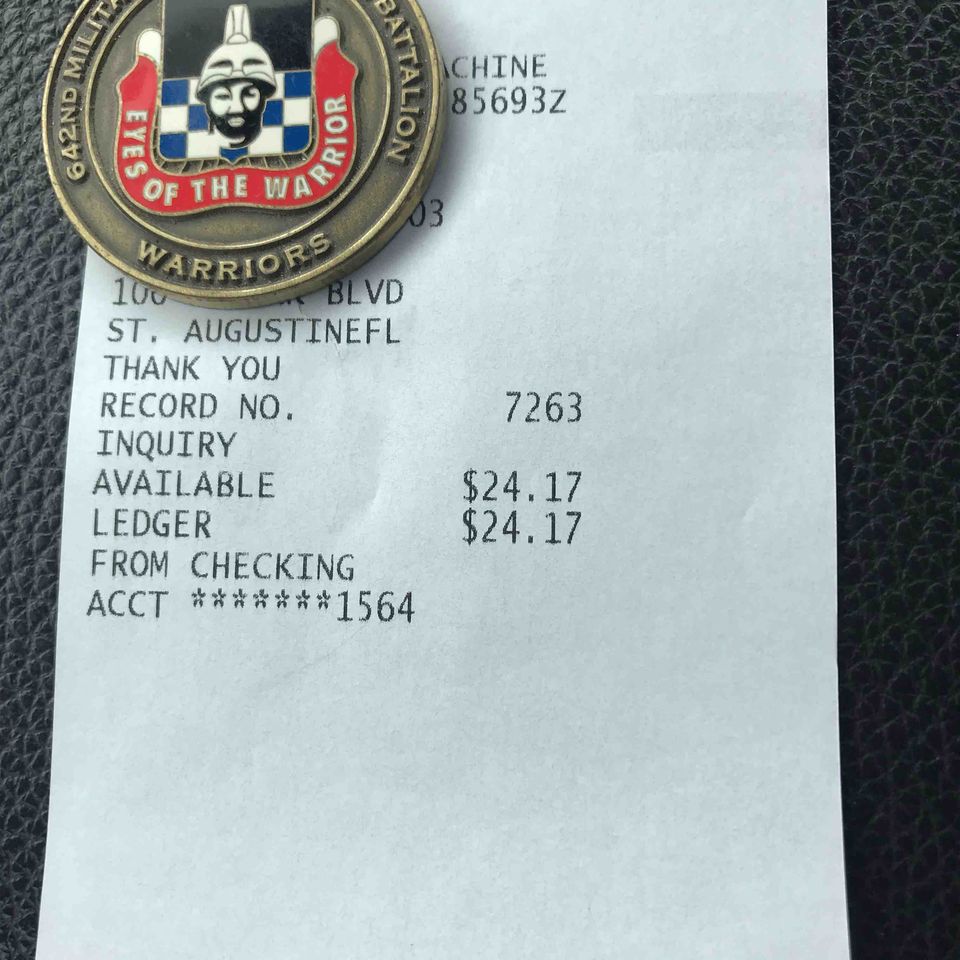 642ND MILITA
BATTALION
EYES OF THE WARRIOR
WARRIORS
CHINE
85693Z
03
BLVD
ST. AUGUSTINEFL
THANK YOU
RECORD NO. 7263
INQUIRY
AVAILABLE $24.17
LEDGER $24.17
FROM CHECKING
ACCT *******1564